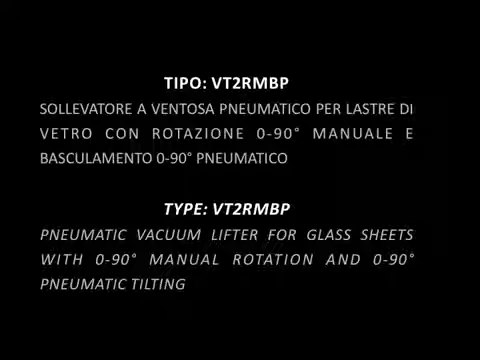 TIPO: VT2RMBP
SOLLEVATORE A VENTOSA PNEUMATICO PER LASTRE DI
VETRO CON ROTAZIONE 0-90° MANUALE E
BASCULAMENTO 0-90° PNEUMATICO
TYPE: VT2RMBP
PNEUMATIC VACUUM LIFTER FOR GLASS SHEETS
WITH 0-90° MANUAL ROTATION AND 0-90°
PNEUMATIC TILTING